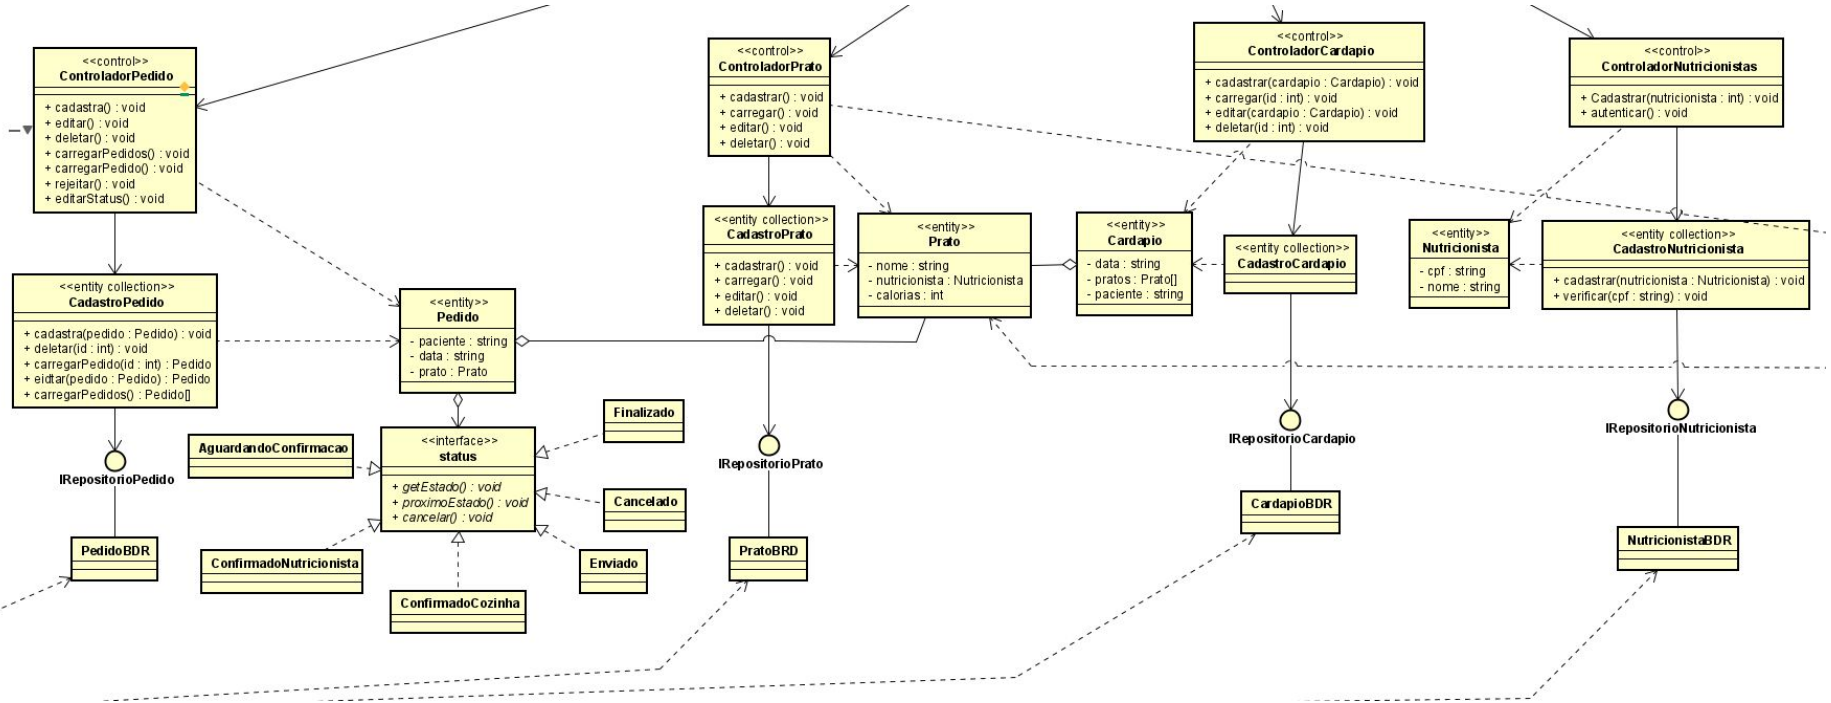 <<control>>
ControladorPedido
+ cadastra() : void
+ editar() : void
+ deletar() : void
+ carregarPedidos() : void
+ carregarPedido() : void
+ rejeitar() : void
+ editarStatus() : void
<<control>>
ControladorPrato
+ cadastrar() : void
+ carregar() : void
+ editar() : void
+ deletar() : void
<<control>>
ControladorCardapio
+ cadastrar(cardapio : Cardapio) : void
+ carregar(id : int) : void
+ editar(cardapio : Cardapio) : void
+ deletar(id : int) : void
<<control>>
ControladorNutricionistas
+ Cadastrar(nutricionista : int) : void
+ autenticar() : void
<<entity collection>>
CadastroPedido
+ cadastra(pedido : Pedido) : void
+ deletar(id : int) : void
+ carregarPedido(id : int) : Pedido
+ eidtar(pedido : Pedido) : Pedido
+ carregarPedidos() : Pedido[]
<<entity>>
Pedido
- paciente : string
- data : string
- prato : Prato
<<entity collection>>
CadastroPrato
+ cadastrar() : void
+ carregar() : void
+ editar() : void
+ deletar() : void
<<entity>>
Prato
- nome : string
- nutricionista : Nutricionista
- calorias : int
<<entity>>
Cardapio
- data : string
- pratos : Prato[]
- paciente : string
<<entity collection>>
CadastroCardapio
<<entity>>
Nutricionista
- cpf : string
- nome : string
<<entity collection>>
CadastroNutricionista
+ cadastrar(nutricionista : Nutricionista) : void
+ verificar(cpf : string) : void
IRepositorioPedido
PedidoBDR
AguardandoConfirmacao
<<interface>>
status
+ getEstado() : void
+ proximoEstado() : void
+ cancelar() : void
Finalizado
Cancelado
Enviado
ConfirmadoNutricionista
ConfirmadoCozinha
IRepositorioPrato
PratoBRD
IRepositorioCardapio
CardapioBDR
IRepositorioNutricionista
NutricionistaBDR